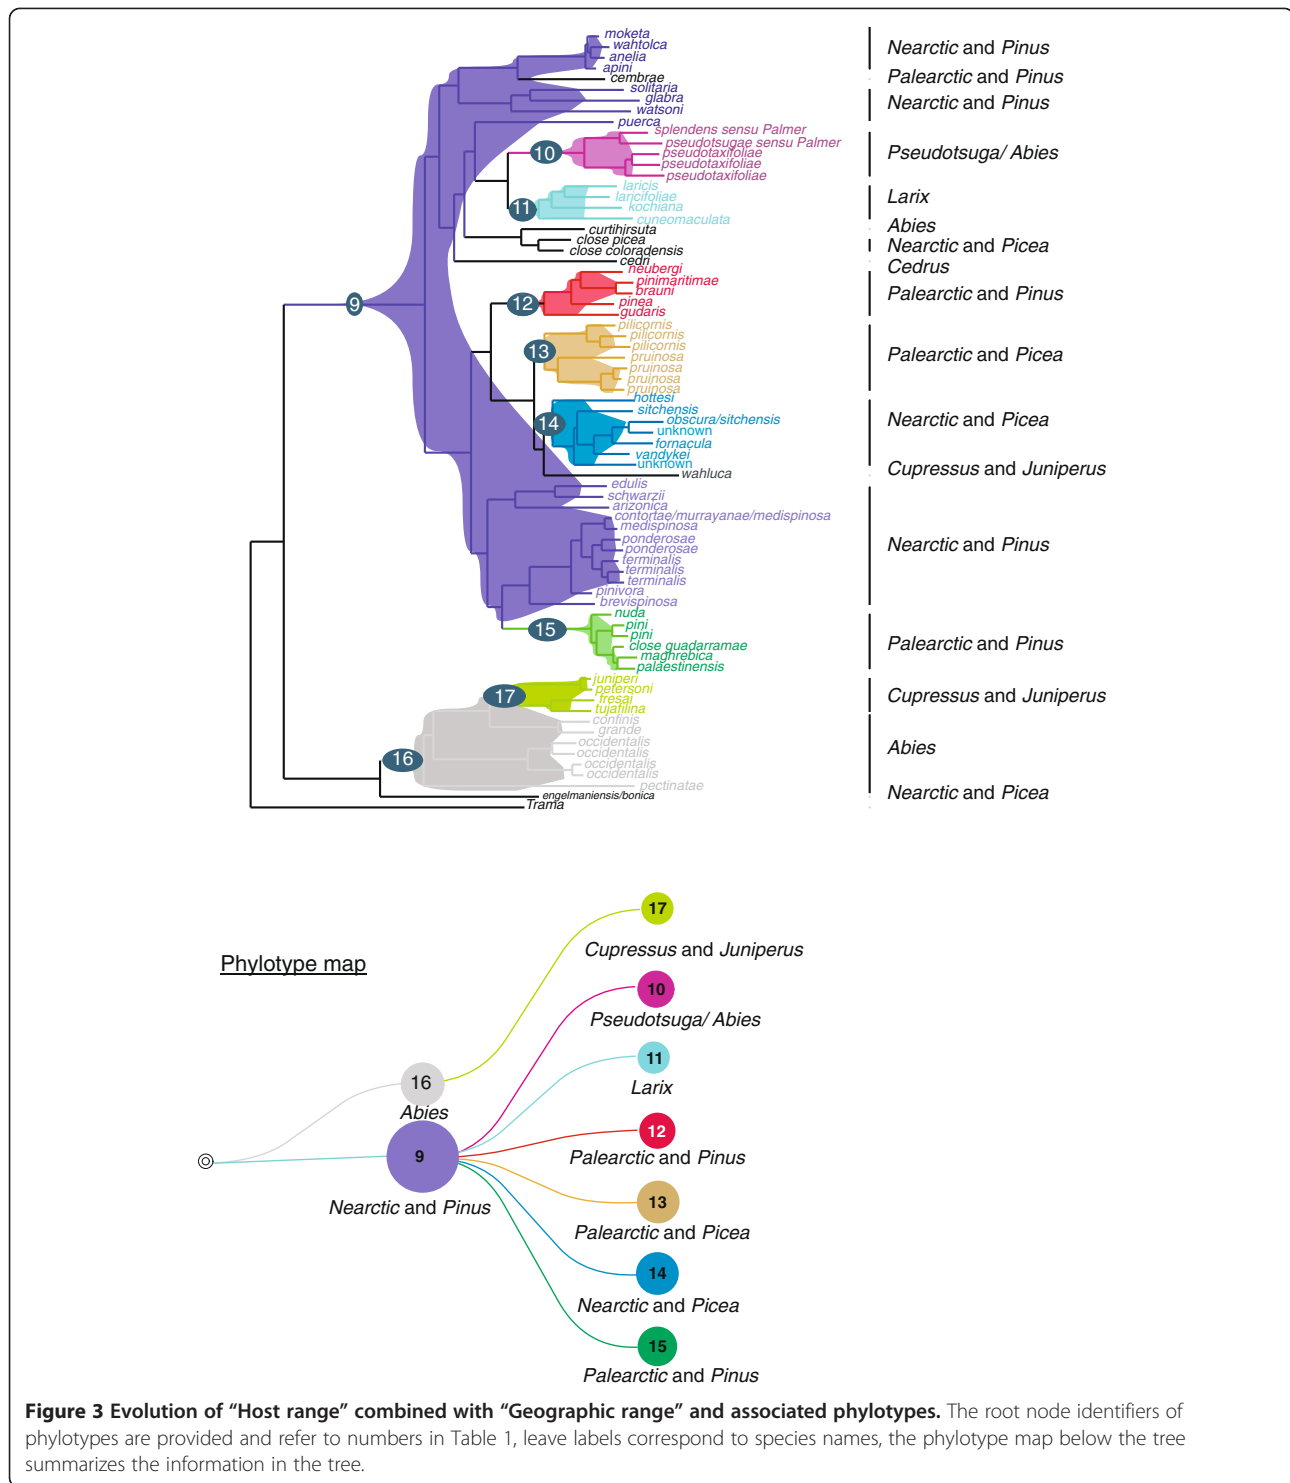 moketa
wahtolca
anelia
apini
cembrae
solitaria
glabra
watsoni
puerca
splendens sensu Palmer
pseudotsugae sensu Palmer
pseudotaxifoliae
pseudotaxifoliae
pseudotaxifoliae
laricis
laricifoliae
kochiana
cuneomaculata
curtihirsuta
close picea
close coloradensis
cedri
neubergi
pinimaritimae
brauni
pinea
gudaris
pilicornis
pilicornis
pilicornis
pruinosa
pruinosa
pruinosa
pruinosa
hottesi
sitchensis
obscura/sitchensis
unknown
fornacula
vandykei
unknown
wahluca
edulis
schwarzii
arizonica
contortae/murrayanae/medispinosa
medispinosa
ponderosae
ponderosae
terminalis
terminalis
terminalis
pinivora
brevispinosa
nuda
pini
pini
close guadarramae
maghrebica
palaestinensis
juniperi
petersoni
fresai
tujafilina
confinis
grande
occidentalis
occidentalis
occidentalis
occidentalis
pectinatae
engelmaniensis/bonica
Trama
9
10
11
12
13
14
15
17
16
Nearctic and Pinus
Palearctic and Pinus
Nearctic and Pinus
Pseudotsuga/ Abies
Larix
Abies
Nearctic and Picea
Cedrus
Palearctic and Pinus
Palearctic and Picea
Nearctic and Picea
Cupressus and Juniperus
Nearctic and Pinus
Palearctic and Pinus
Cupressus and Juniperus
Abies
Nearctic and Picea
Phylotype map
17
Cupressus and Juniperus
10
Pseudotsuga/ Abies
11
Larix
16
Abies
12
Palearctic and Pinus
9
Nearctic and Pinus
13
Palearctic and Picea
14
Nearctic and Picea
15
Palearctic and Pinus
Figure 3 Evolution of “Host range” combined with “Geographic range” and associated phylotypes. The root node identifiers of
phylotypes are provided and refer to numbers in Table 1, leave labels correspond to species names, the phylotype map below the tree
summarizes the information in the tree.